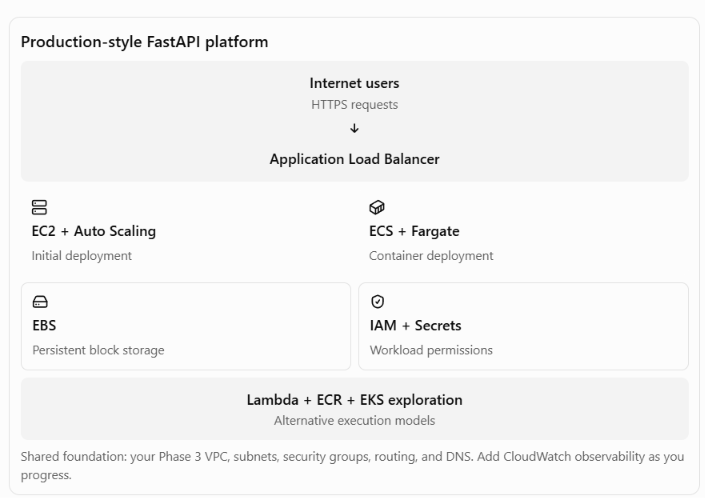 Production-style FastAPI platform
Internet users
HTTPS requests
Application Load Balancer
EC2 + Auto Scaling
Initial deployment
ECS + Fargate
Container deployment
EBS
Persistent block storage
IAM + Secrets
Workload permissions
Lambda + ECR + EKS exploration
Alternative execution models
Shared foundation: your Phase 3 VPC, subnets, security groups, routing, and DNS. Add CloudWatch observability as you
progress.